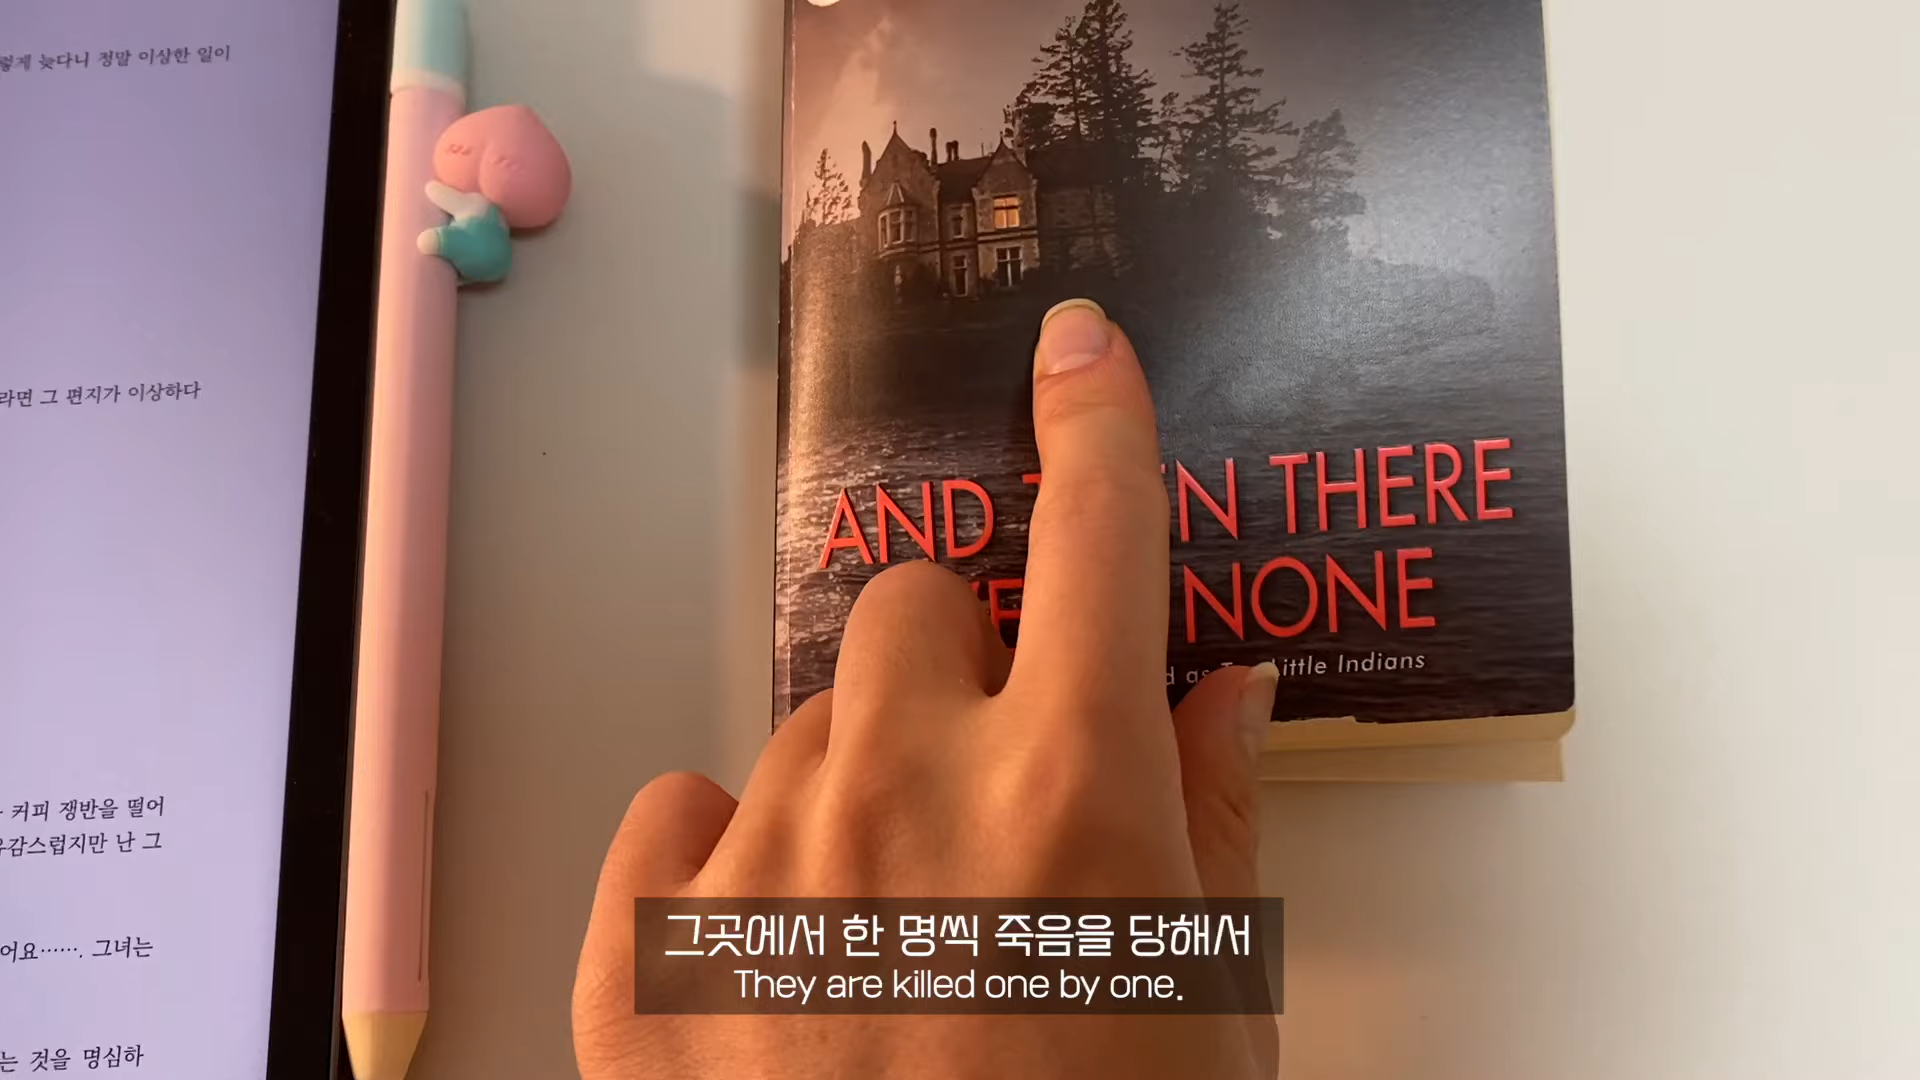 늦다니 정말 이상한 일이
라면 그 편지가 이상하다
커피 쟁반을 떨어
유감스럽지만 난 그
어요……. 그녀는
는 것을 명심하
AND THERE
NONE
as Little Indians
그곳에서 한 명씩 죽음을 당해서
They are killed one by one.